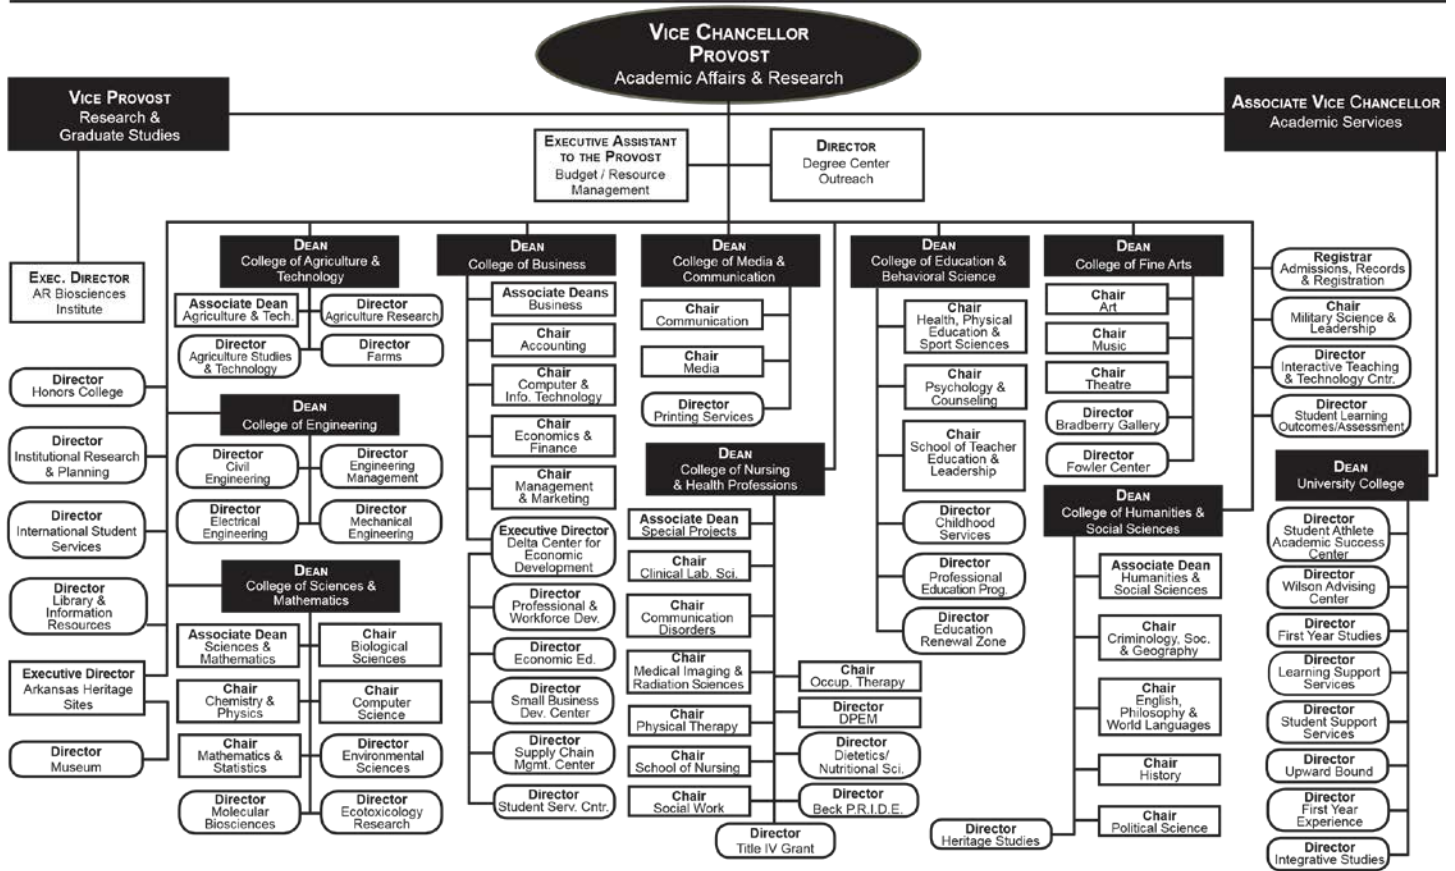 VICE CHANCELLOR
PROVOST
Academic Affairs & Research
VICE PROVOST
Research &
Graduate Studies
ASSOCIATE VICE CHANCELLOR
Academic Services
EXECUTIVE ASSISTANT
TO THE PROVOST
Budget / Resource
Management
DIRECTOR
Degree Center
Outreach
EXEC. DIRECTOR
AR Biosciences
Institute
Director
Honors College
Director
Institutional Research
& Planning
Director
International Student
Services
Director
Library &
Information
Resources
Executive Director
Arkansas Heritage
Sites
Director
Museum
DEAN
College of Agriculture &
Technology
Associate Dean
Agriculture & Tech.
Director
Agriculture Research
Director
Agriculture Studies
& Technology
Director
Farms
DEAN
College of Engineering
Director
Civil
Engineering
Director
Engineering
Management
Director
Electrical
Engineering
Director
Mechanical
Engineering
DEAN
College of Sciences &
Mathematics
Associate Dean
Sciences &
Mathematics
Chair
Biological
Sciences
Chair
Chemistry &
Physics
Chair
Computer
Science
Chair
Mathematics &
Statistics
Director
Environmental
Sciences
Director
Molecular
Biosciences
Director
Ecotoxicology
Research
DEAN
College of Business
Associate Deans
Business
Chair
Accounting
Chair
Computer &
Info. Technology
Chair
Economics &
Finance
Chair
Management
& Marketing
Executive Director
Delta Center for
Economic
Development
Director
Professional &
Workforce Dev.
Director
Economic Ed.
Director
Small Business
Dev. Center
Director
Supply Chain
Mgmt. Center
Director
Student Serv. Cntr.
DEAN
College of Media &
Communication
Chair
Communication
Chair
Media
Director
Printing Services
DEAN
College of Nursing
& Health Professions
Associate Dean
Special Projects
Chair
Clinical Lab. Sci.
Chair
Communication
Disorders
Chair
Medical Imaging &
Radiation Sciences
Chair
Occup. Therapy
Chair
Physical Therapy
Director
DPEM
Chair
School of Nursing
Director
Dietetics/
Nutritional Sci.
Chair
Social Work
Director
Beck P.R.I.D.E.
Director
Title IV Grant
DEAN
College of Education &
Behavioral Science
Chair
Health, Physical
Education &
Sport Sciences
Chair
Psychology &
Counseling
Chair
School of Teacher
Education &
Leadership
Director
Childhood
Services
Director
Professional
Education Prog.
Director
Education
Renewal Zone
DEAN
College of Fine Arts
Chair
Art
Chair
Music
Chair
Theatre
Director
Bradberry Gallery
Director
Fowler Center
DEAN
College of Humanities &
Social Sciences
Associate Dean
Humanities &
Social Sciences
Chair
Criminology, Soc.
& Geography
Chair
English,
Philosophy &
World Languages
Chair
History
Chair
Political Science
Director
Heritage Studies
Registrar
Admissions, Records
& Registration
Chair
Military Science &
Leadership
Director
Interactive Teaching
& Technology Cntr.
Director
Student Learning
Outcomes/Assessment
DEAN
University College
Director
Student Athlete
Academic Success
Center
Director
Wilson Advising
Center
Director
First Year Studies
Director
Learning Support
Services
Director
Student Support
Services
Director
Upward Bound
Director
First Year
Experience
Director
Integrative Studies